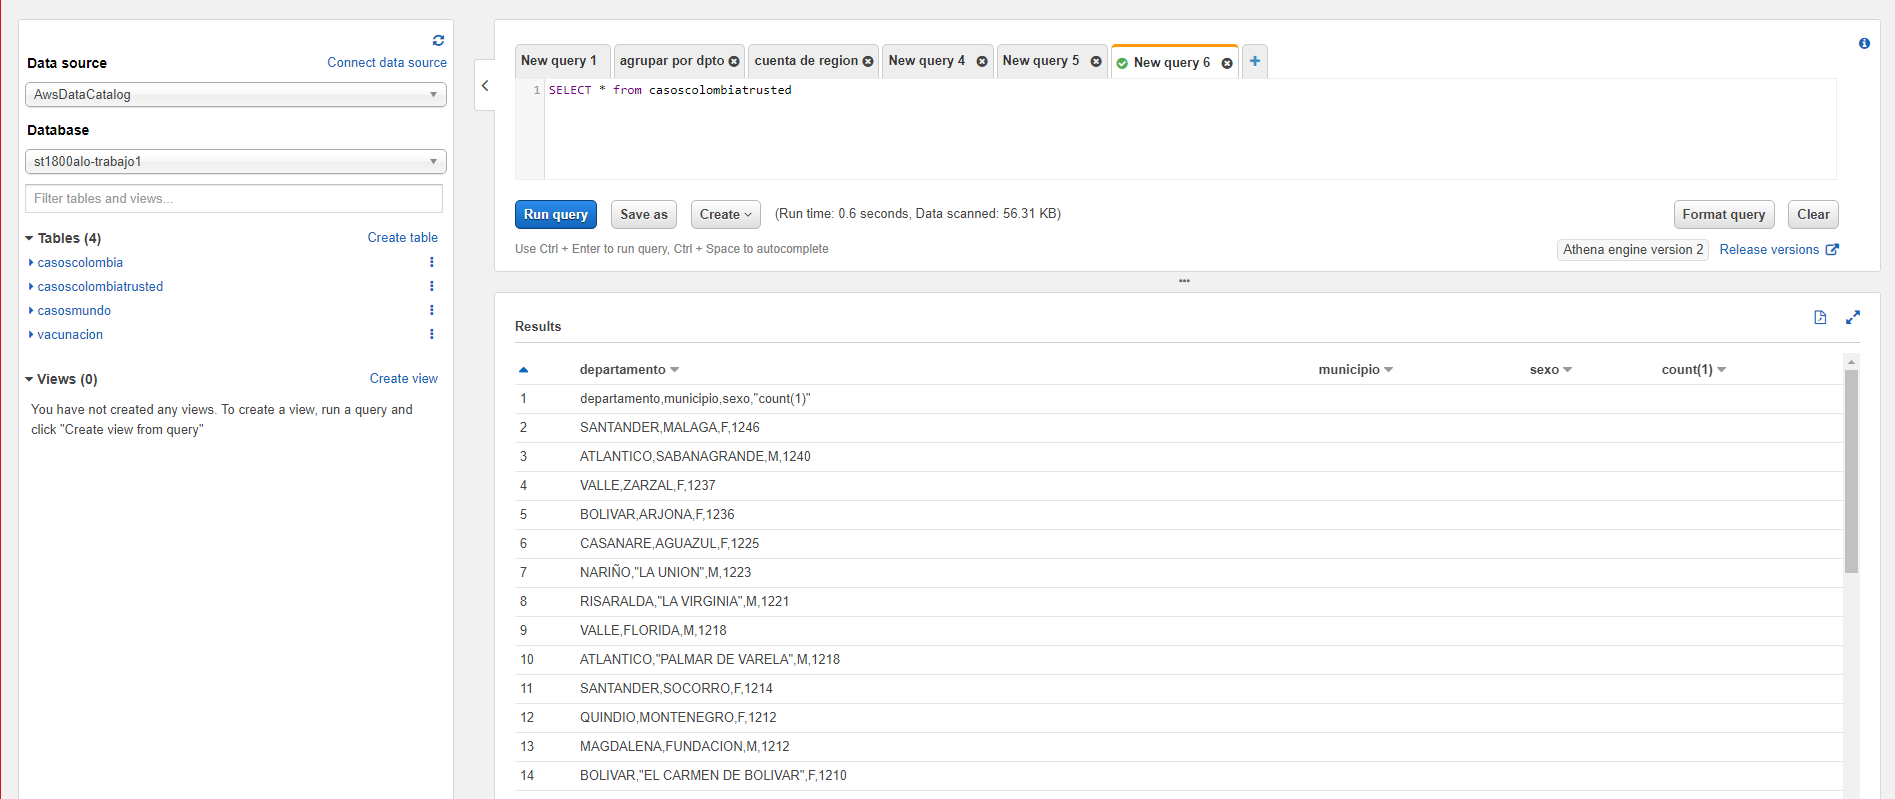 Data source
Connect data source
AwsDataCatalog
Database
st1800alo-trabajo1
Filter tables and views...
Tables (4)
Create table
casoscolombia
casoscolombiatrusted
casosmundo
vacunacion
Views (0)
Create view
You have not created any views. To create a view, run a query and
click "Create view from query"
New query 1
agrupar por dpto
cuenta de region
New query 4
New query 5
New query 6
1 SELECT * from casoscolombiatrusted
Run query
Save as
Create
(Run time: 0.6 seconds, Data scanned: 56.31 KB)
Format query
Clear
Use Ctrl + Enter to run query, Ctrl + Space to autocomplete
Athena engine version 2
Release versions
Results
departamento municipio sexo count(1)
1 departamento,municipio,sexo,"count(1)"
2 SANTANDER,MALAGA,F,1246
3 ATLANTICO,SABANAGRANDE,M,1240
4 VALLE,ZARZAL,F,1237
5 BOLIVAR,ARJONA,F,1236
6 CASANARE,AGUAZUL,F,1225
7 NARIÑO,"LA UNION",M,1223
8 RISARALDA,"LA VIRGINIA",M,1221
9 VALLE,FLORIDA,M,1218
10 ATLANTICO,"PALMAR DE VARELA",M,1218
11 SANTANDER,SOCORRO,F,1214
12 QUINDIO,MONTENEGRO,F,1212
13 MAGDALENA,FUNDACION,M,1212
14 BOLIVAR,"EL CARMEN DE BOLIVAR",F,1210